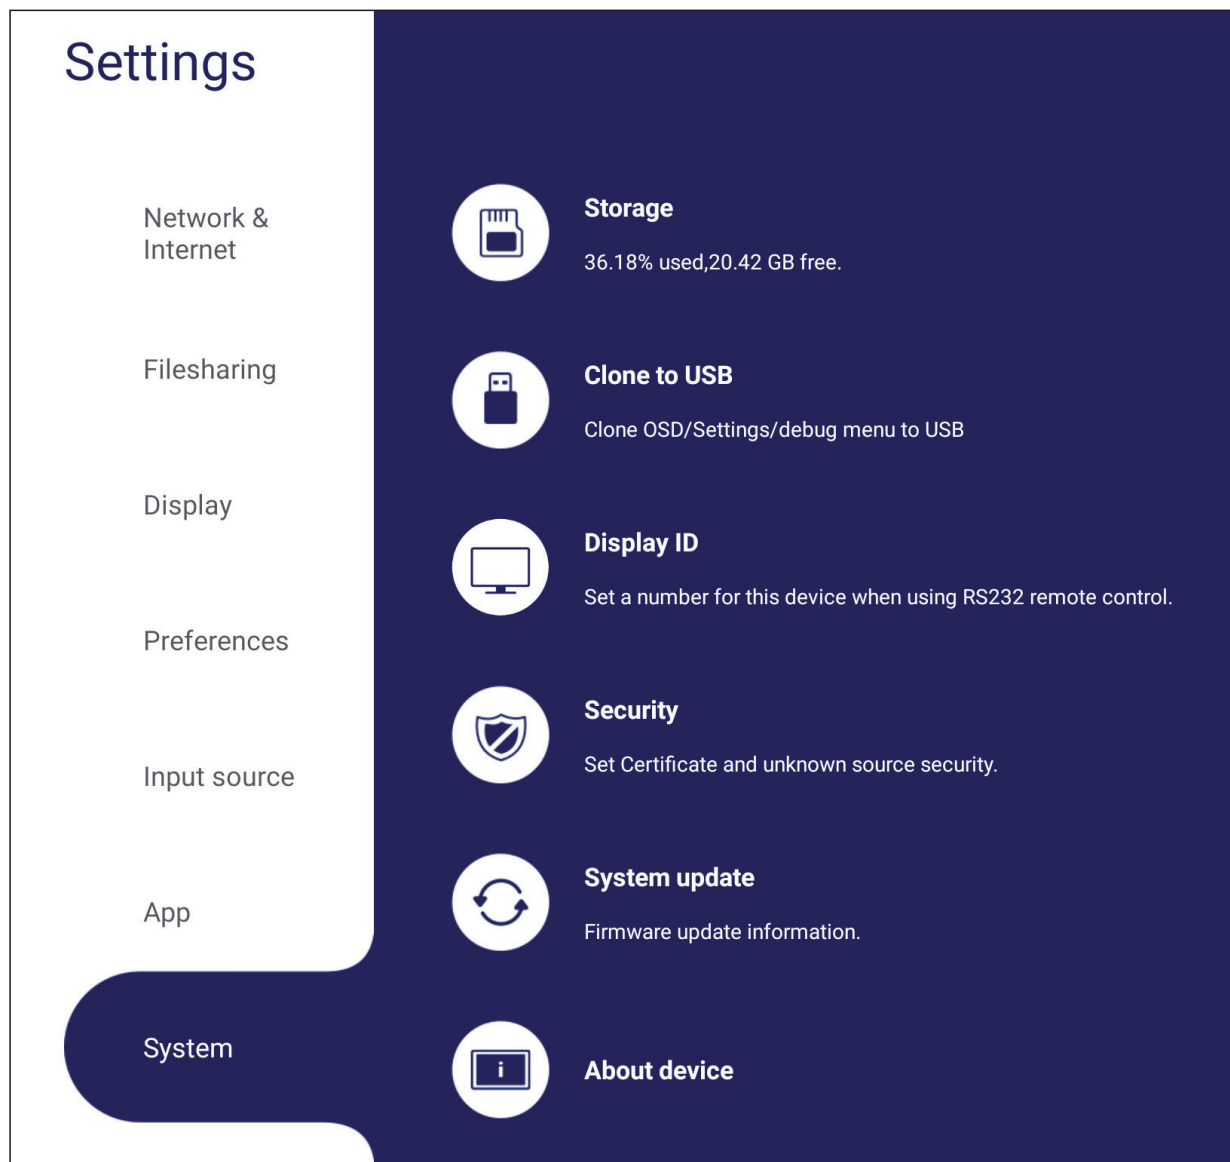 Settings
Network &
Internet
Filesharing
Display
Preferences
Input source
App
System
Storage
36.18% used,20.42 GB free.
Clone to USB
Clone OSD/Settings/debug menu to USB
Display ID
Set a number for this device when using RS232 remote control.
Security
Set Certificate and unknown source security.
System update
Firmware update information.
i
About device